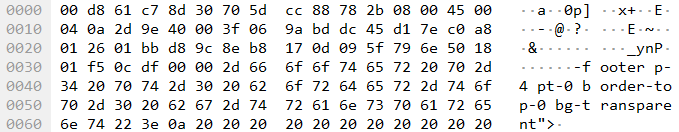 0000 00 d8 61 c7 8d 30 70 5d cc 88 78 2b 08 00 45 00 ··a··0p] ··x+··E·
0010 04 0a 2d 9e 40 00 3f 06 9a bd dc 45 d1 7e c0 a8 ··-·@·?· ···E·~··
0020 01 26 01 bb d8 9c 8e b8 17 0d 09 5f 79 6e 50 18 ·&······ ···_ynP·
0030 01 f5 0c df 00 00 2d 66 6f 6f 74 65 72 20 70 2d ······-f ooter p-
0040 34 20 70 74 2d 30 20 62 6f 72 64 65 72 2d 74 6f 4 pt-0 b order-to
0050 70 2d 30 20 62 67 2d 74 72 61 6e 73 70 61 72 65 p-0 bg-t ranspare
0060 6e 74 22 3e 0a 20 20 20 20 20 20 20 20 20 20 20 nt">·